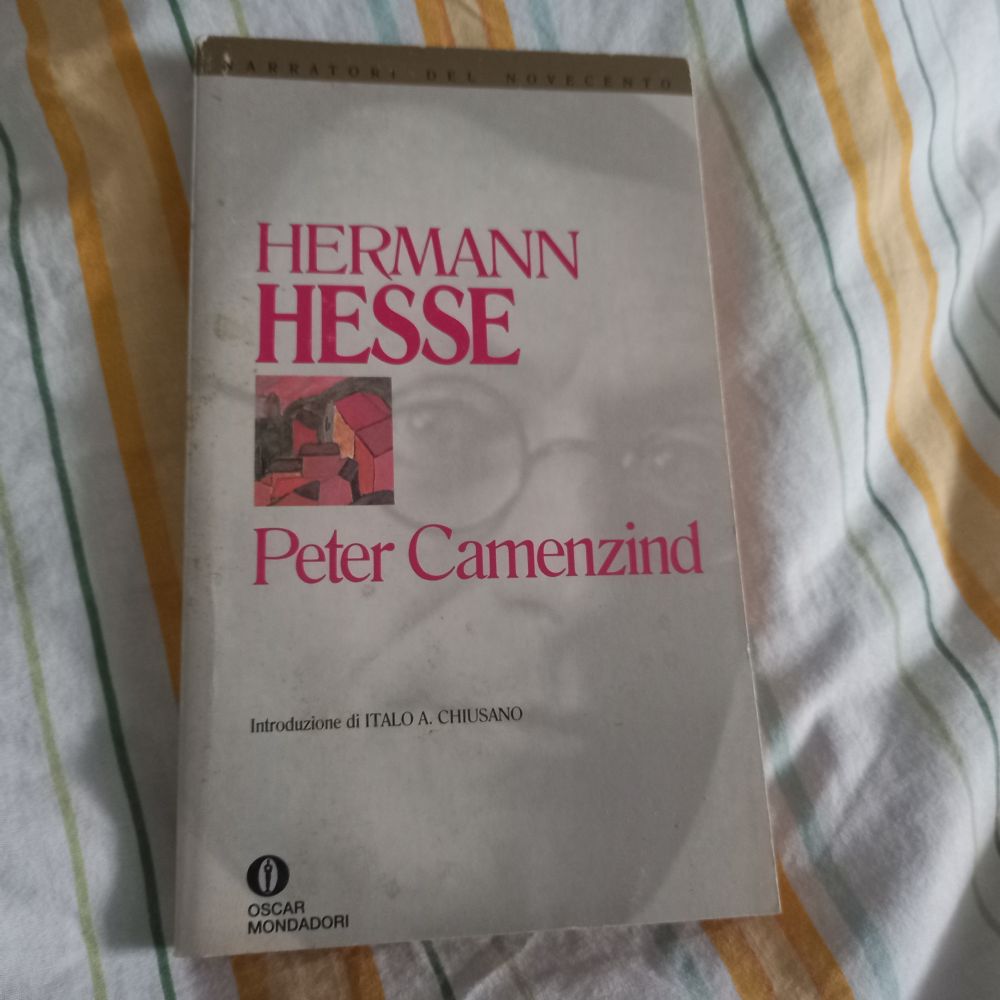 NARRATORI DEL NOVECENTO
HERMANN
HESSE
Peter Camenzind
Introduzione di ITALO A. CHIUSANO
OSCAR
MONDADORI